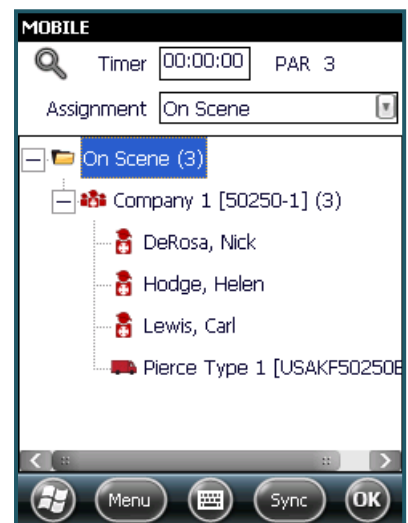 MOBILE
Timer 00:00:00 PAR 3
Assignment On Scene
On Scene (3)
Company 1 [50250-1] (3)
DeRosa, Nick
Hodge, Helen
Lewis, Carl
Pierce Type 1 [USAKF50250E
Menu Sync OK